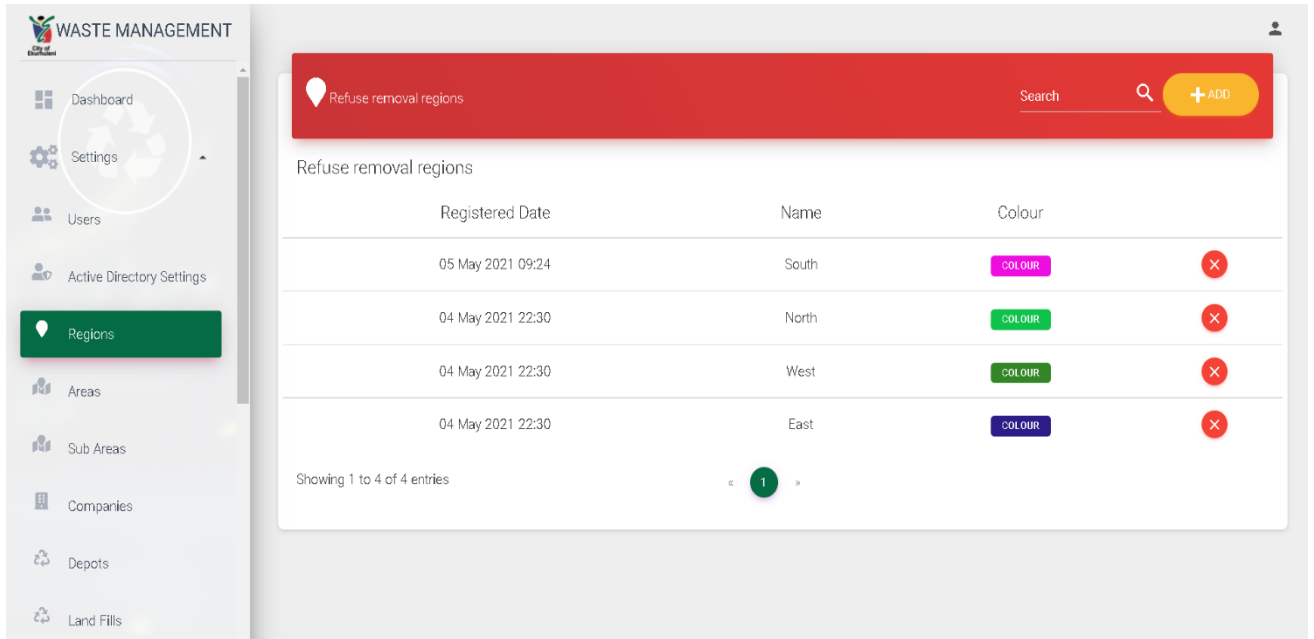 WASTE MANAGEMENT
City of
Ekurhuleni
Dashboard
Settings
Users
Active Directory Settings
Regions
Areas
Sub Areas
Companies
Depots
Land Fills
Refuse removal regions
Search
ADD
Refuse removal regions
Registered Date Name Colour
05 May 2021 09:24 South COLOUR
04 May 2021 22:30 North COLOUR
04 May 2021 22:30 West COLOUR
04 May 2021 22:30 East COLOUR
Showing 1 to 4 of 4 entries
« 1 »